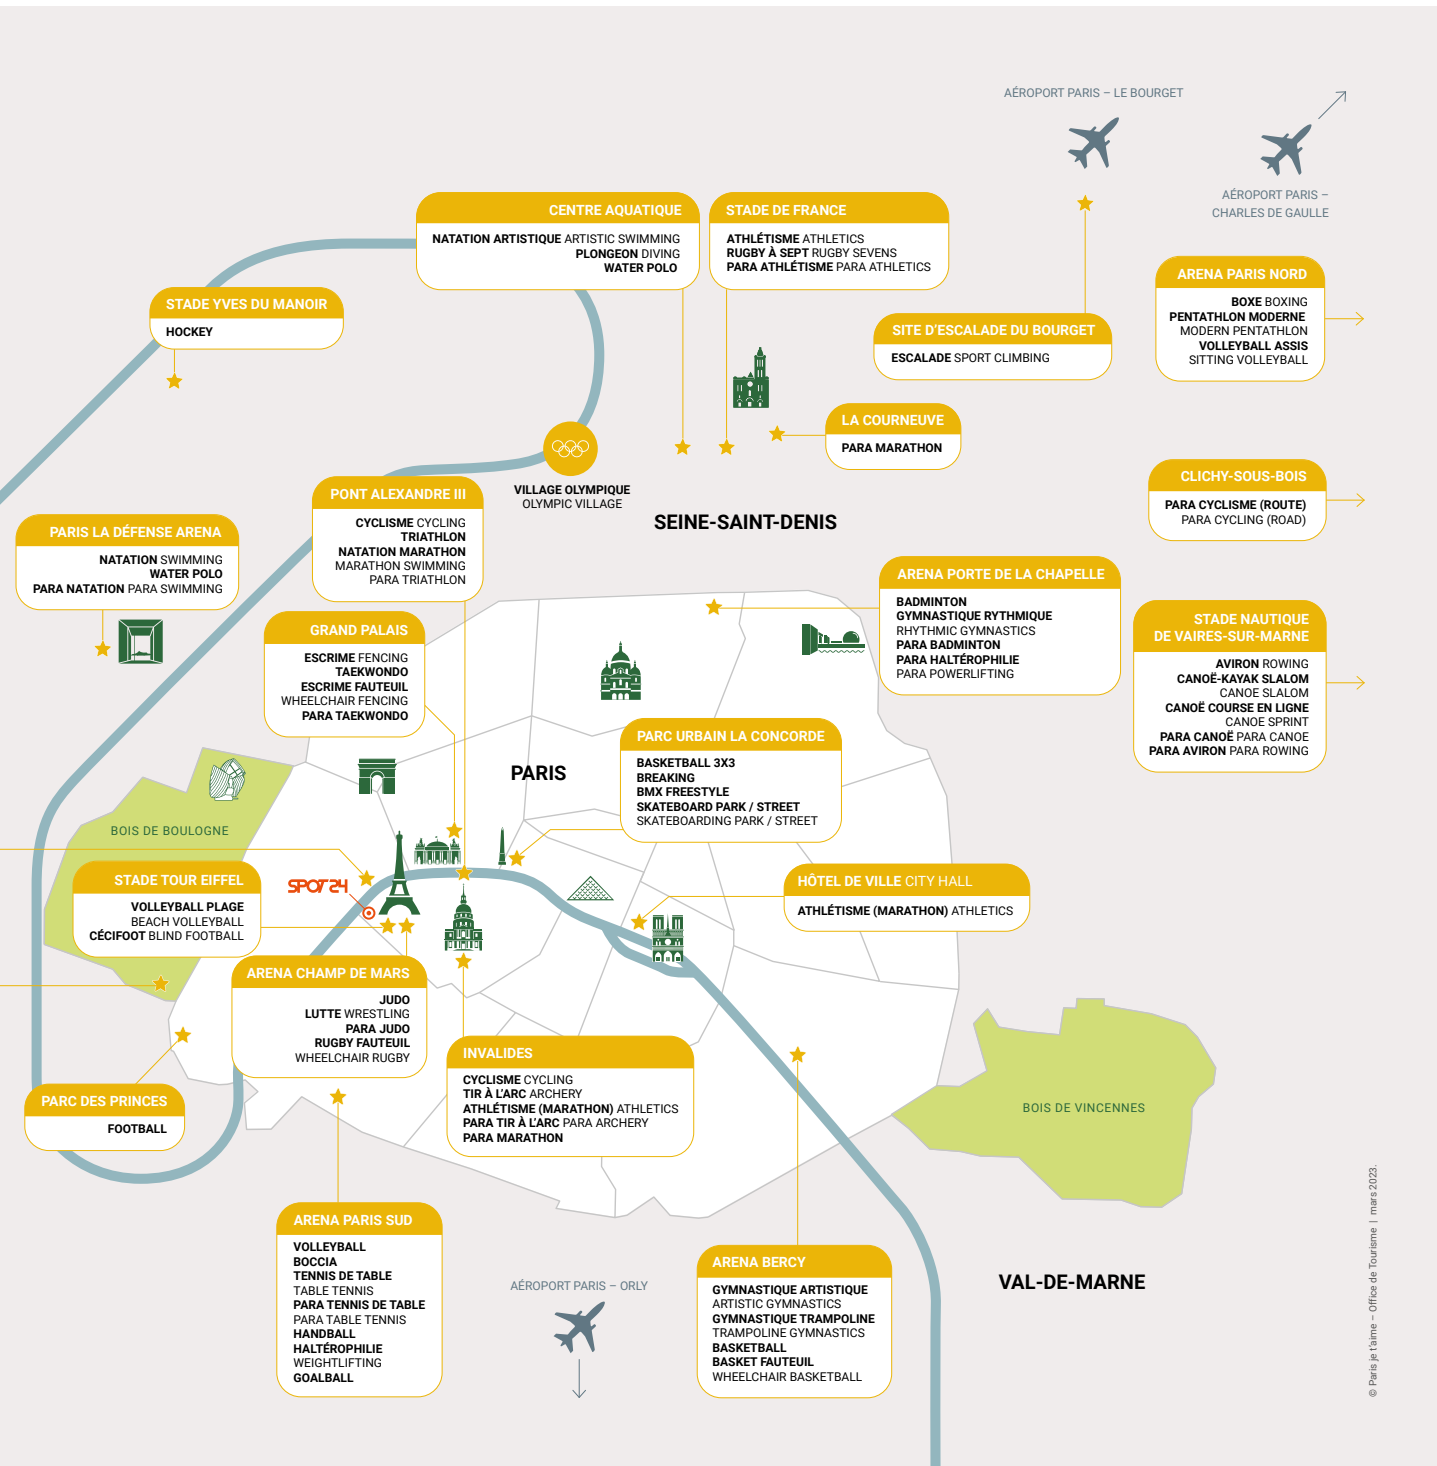 AÉROPORT PARIS – LE BOURGET
AÉROPORT PARIS –
CHARLES DE GAULLE
CENTRE AQUATIQUE
NATATION ARTISTIQUE ARTISTIC SWIMMING
PLONGEON DIVING
WATER POLO
STADE DE FRANCE
ATHLÉTISME ATHLETICS
RUGBY À SEPT RUGBY SEVENS
PARA ATHLÉTISME PARA ATHLETICS
ARENA PARIS NORD
BOXE BOXING
PENTATHLON MODERNE
MODERN PENTATHLON
VOLLEYBALL ASSIS
SITTING VOLLEYBALL
STADE YVES DU MANOIR
HOCKEY
SITE D'ESCALADE DU BOURGET
ESCALADE SPORT CLIMBING
LA COURNEUVE
PARA MARATHON
VILLAGE OLYMPIQUE
OLYMPIC VILLAGE
SEINE-SAINT-DENIS
CLICHY-SOUS-BOIS
PARA CYCLISME (ROUTE)
PARA CYCLING (ROAD)
PONT ALEXANDRE III
CYCLISME CYCLING
TRIATHLON
NATATION MARATHON
MARATHON SWIMMING
PARA TRIATHLON
PARIS LA DÉFENSE ARENA
NATATION SWIMMING
WATER POLO
PARA NATATION PARA SWIMMING
ARENA PORTE DE LA CHAPELLE
BADMINTON
GYMNASTIQUE RYTHMIQUE
RHYTHMIC GYMNASTICS
PARA BADMINTON
PARA HALTÉROPHILIE
PARA POWERLIFTING
STADE NAUTIQUE
DE VAIRES-SUR-MARNE
AVIRON ROWING
CANOË-KAYAK SLALOM
CANOE SLALOM
CANOË COURSE EN LIGNE
CANOE SPRINT
PARA CANOË PARA CANOE
PARA AVIRON PARA ROWING
GRAND PALAIS
ESCRIME FENCING
TAEKWONDO
ESCRIME FAUTEUIL
WHEELCHAIR FENCING
PARA TAEKWONDO
PARC URBAIN LA CONCORDE
BASKETBALL 3X3
BREAKING
BMX FREESTYLE
SKATEBOARD PARK / STREET
SKATEBOARDING PARK / STREET
PARIS
BOIS DE BOULOGNE
SPOT24
STADE TOUR EIFFEL
VOLLEYBALL PLAGE
BEACH VOLLEYBALL
CÉCIFOOT BLIND FOOTBALL
HÔTEL DE VILLE CITY HALL
ATHLÉTISME (MARATHON) ATHLETICS
ARENA CHAMP DE MARS
JUDO
LUTTE WRESTLING
PARA JUDO
RUGBY FAUTEUIL
WHEELCHAIR RUGBY
INVALIDES
CYCLISME CYCLING
TIR À L'ARC ARCHERY
ATHLÉTISME (MARATHON) ATHLETICS
PARA TIR À L'ARC PARA ARCHERY
PARA MARATHON
PARC DES PRINCES
FOOTBALL
BOIS DE VINCENNES
ARENA PARIS SUD
VOLLEYBALL
BOCCIA
TENNIS DE TABLE
TABLE TENNIS
PARA TENNIS DE TABLE
PARA TABLE TENNIS
HANDBALL
HALTÉROPHILIE
WEIGHTLIFTING
GOALBALL
AÉROPORT PARIS – ORLY
ARENA BERCY
GYMNASTIQUE ARTISTIQUE
ARTISTIC GYMNASTICS
GYMNASTIQUE TRAMPOLINE
TRAMPOLINE GYMNASTICS
BASKETBALL
BASKET FAUTEUIL
WHEELCHAIR BASKETBALL
VAL-DE-MARNE
© Paris je t'aime – Office de Tourisme | mars 2023.